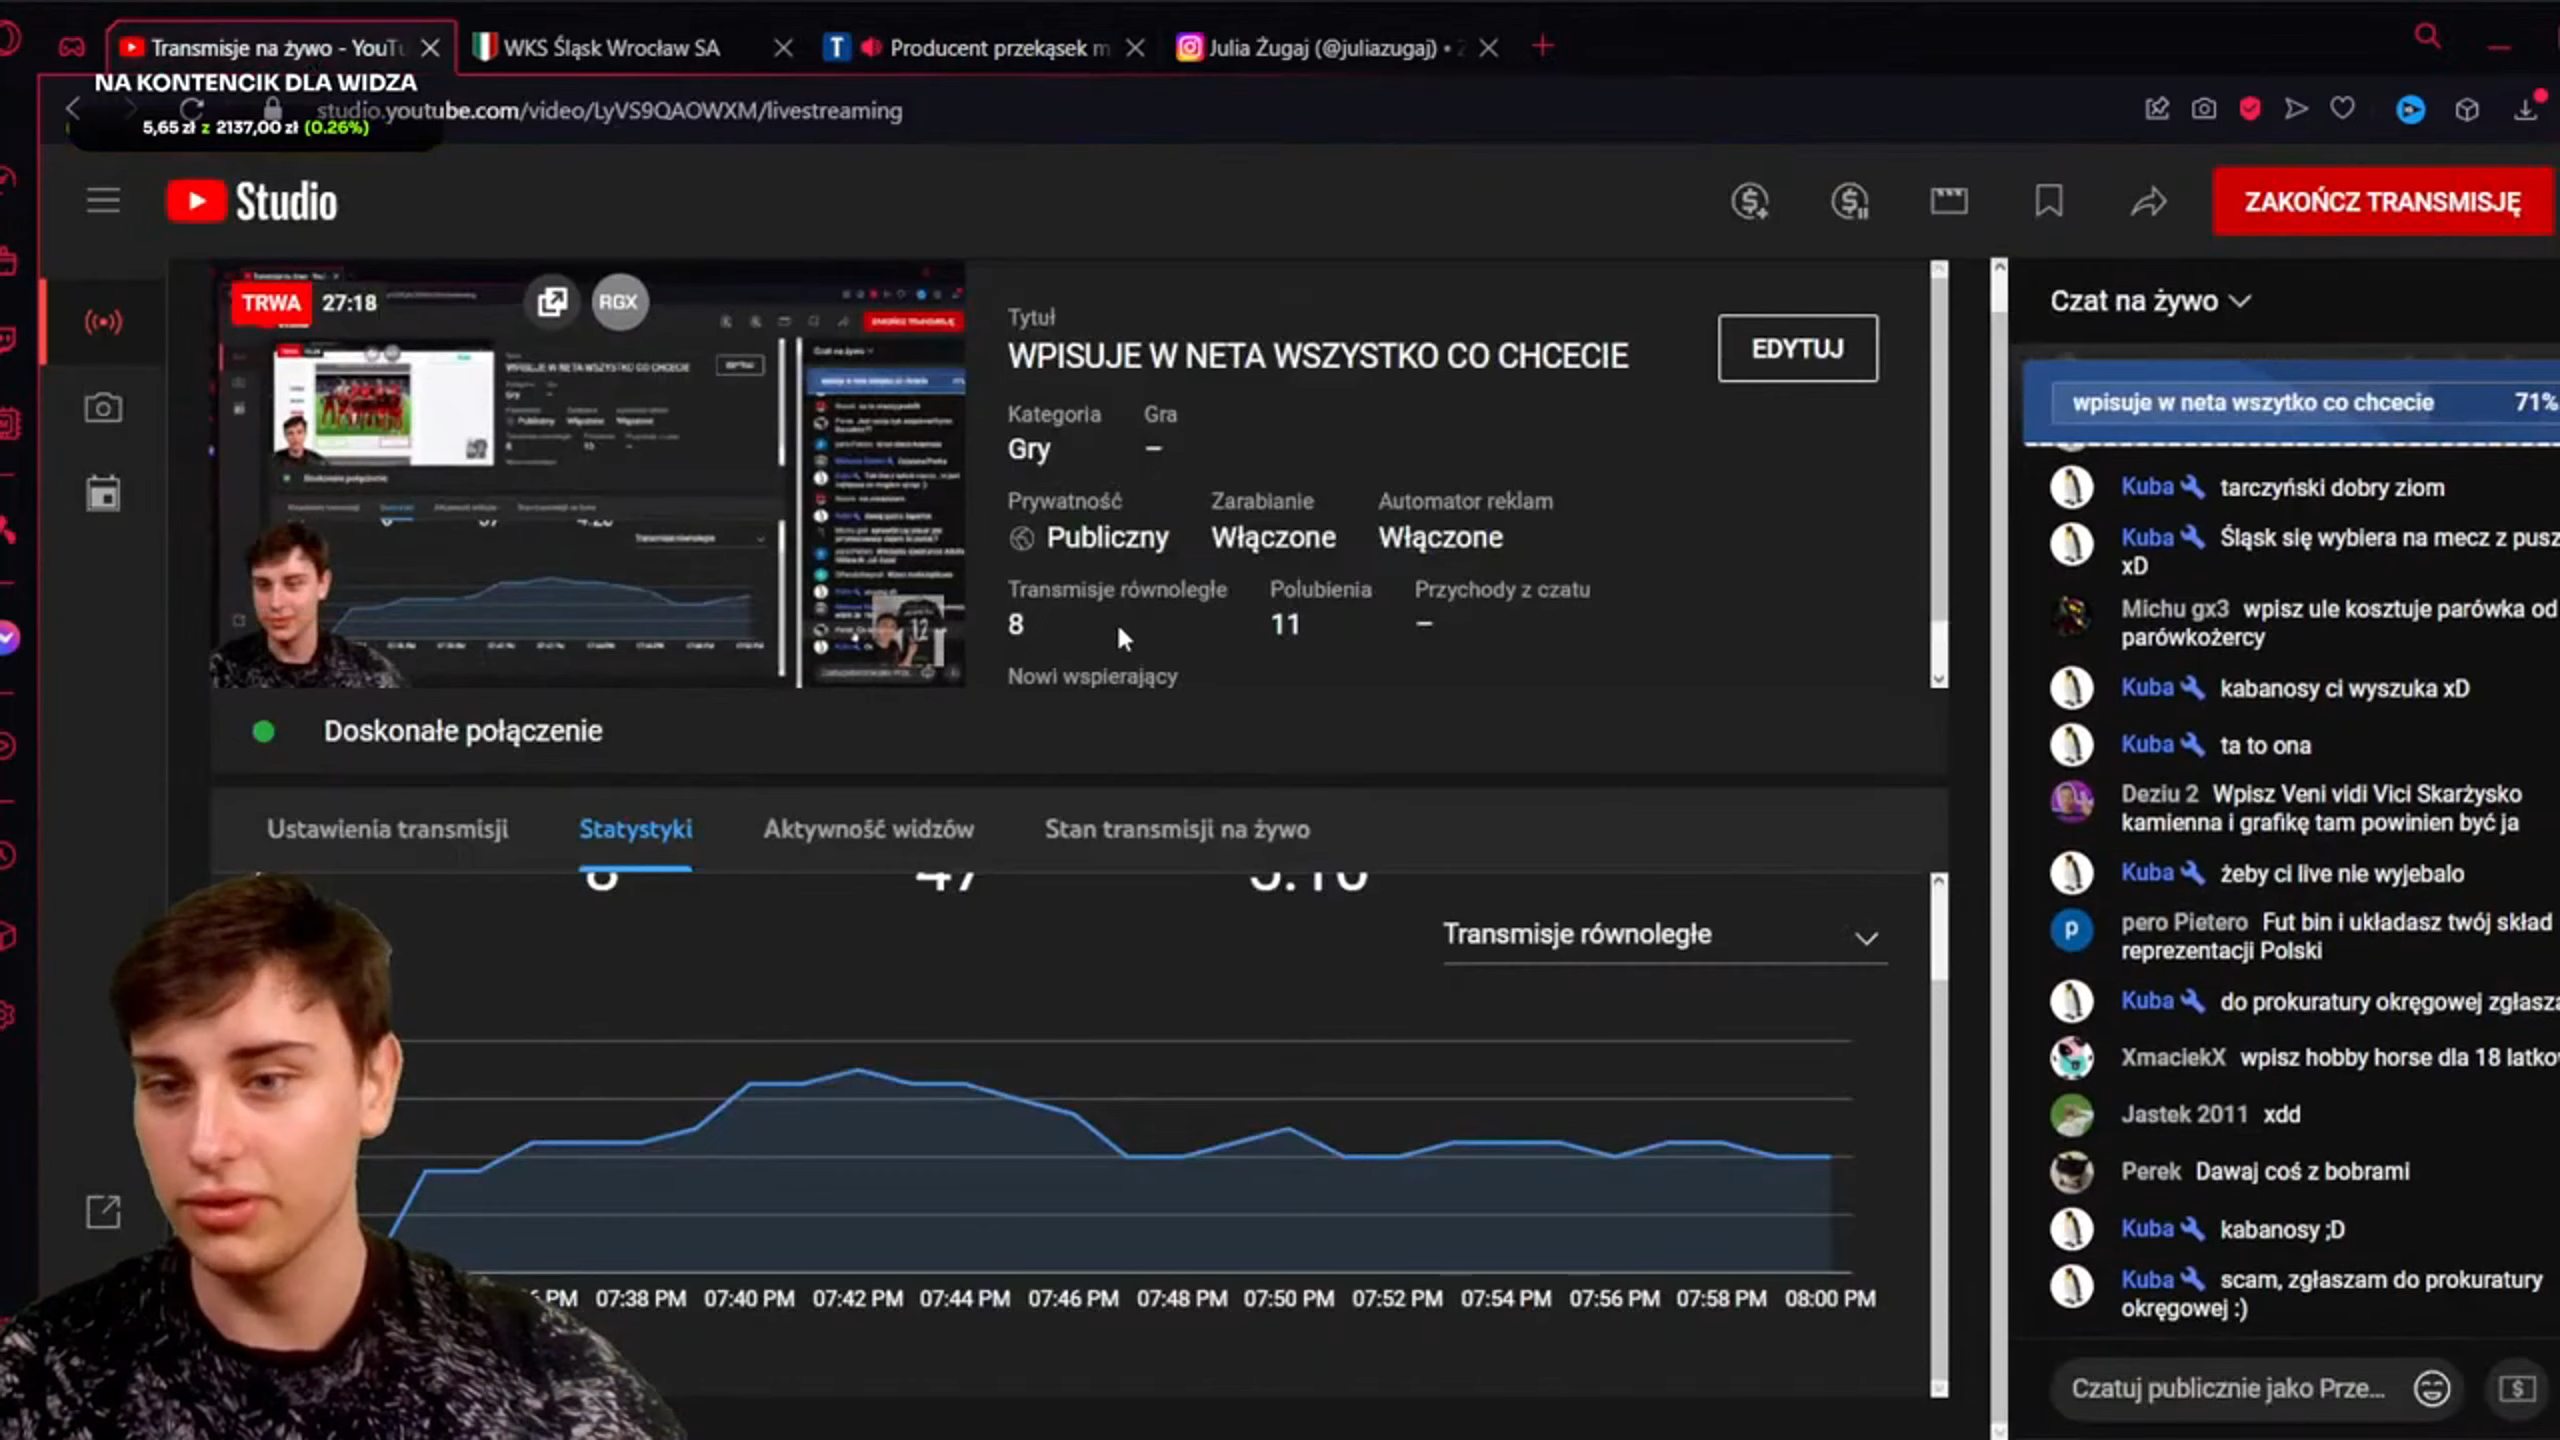 Transmisje na żywo - YouTu
WKS Śląsk Wrocław SA
Producent przekąsek m
Julia Żugaj (@juliazugaj) •
NA KONTENCIK DLA WIDZA
5,65 zł z 2137,00 zł (0.26%)
studio.youtube.com/video/LyVS9QAOWXM/livestreaming
Studio
ZAKOŃCZ TRANSMISJĘ
TRWA 27:18
RGX
Tytuł
WPISUJE W NETA WSZYSTKO CO CHCECIE
EDYTUJ
Kategoria Gra
Gry –
Prywatność Zarabianie Automator reklam
Publiczny Włączone Włączone
Transmisje równoległe Polubienia Przychody z czatu
8 11 –
Nowi wspierający
Doskonałe połączenie
Ustawienia transmisji Statystyki Aktywność widzów Stan transmisji na żywo
Transmisje równoległe
PM 07:38 PM 07:40 PM 07:42 PM 07:44 PM 07:46 PM 07:48 PM 07:50 PM 07:52 PM 07:54 PM 07:56 PM 07:58 PM 08:00 PM
Czat na żywo
wpisuje w neta wszytko co chcecie 71%
Kuba tarczyński dobry ziom
Kuba Śląsk się wybiera na mecz z pusz
xD
Michu gx3 wpisz ule kosztuje parówka od
parówkożercy
Kuba kabanosy ci wyszuka xD
Kuba ta to ona
Deziu 2 Wpisz Veni vidi Vici Skarżysko
kamienna i grafikę tam powinien być ja
Kuba żeby ci live nie wyjebalo
p
pero Pietero Fut bin i układasz twój skład
reprezentacji Polski
Kuba do prokuratury okręgowej zgłasza
XmaciekX wpisz hobby horse dla 18 latko
Jastek 2011 xdd
Perek Dawaj coś z bobrami
Kuba kabanosy ;D
Kuba scam, zgłaszam do prokuratury
okręgowej :)
Czatuj publicznie jako Prze...